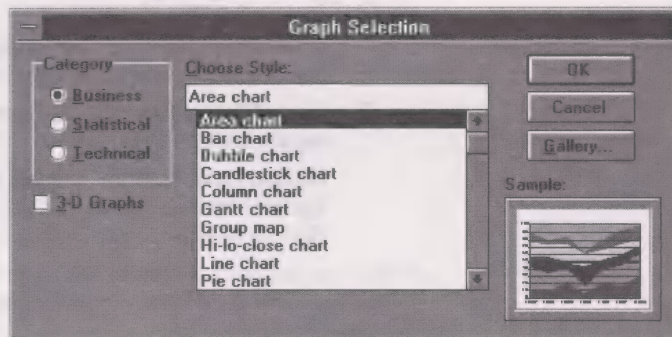 Graph Selection
Category
Business
Statistical
Technical
3-D Graphs
Choose Style:
Area chart
Area chart
Bar chart
Bubble chart
Candlestick chart
Column chart
Gantt chart
Group map
Hi-lo-close chart
Line chart
Pie chart
OK
Cancel
Gallery...
Sample: